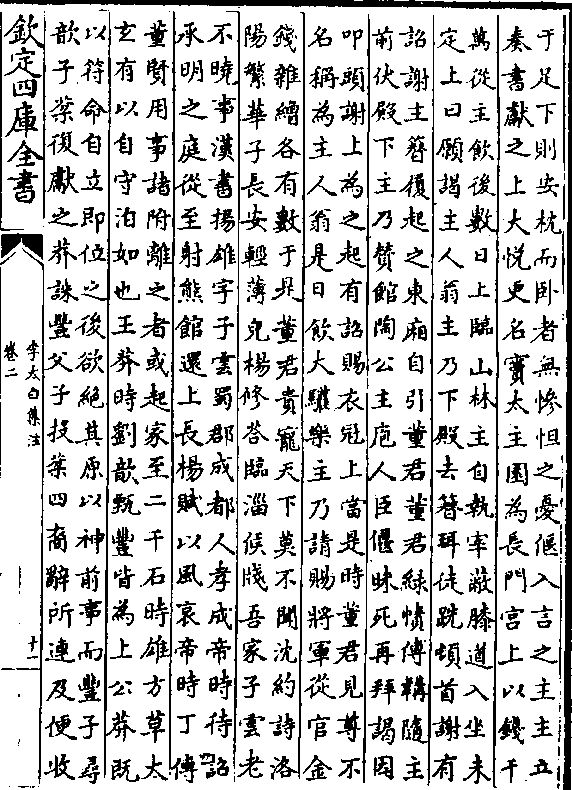 于足下則安枕而卧者無慘怛之憂偃入言之主主立
奏書獻之上大悅更名竇太主園為長門宮上以錢千
萬從主飲後數日上臨山林主自執宰蔽膝道入坐未
定上曰願謁主人翁主乃下殿去簪珥徒跣頓首謝有
詔謝主簪履起之東廂自引董君董君綠幘傅韝隨主
前伏殿下主乃賛館陶公主庖人臣偃昧死再拜謁因
叩頭謝上為之起有詔賜衣冠上當是時董君見尊不
名稱為主人翁是日飲大驩樂主乃請賜將軍從官金
錢雜繒各有數于是董君貴寵天下莫不聞沈約詩洛
陽繁華子長安輕薄兒楊修答臨淄侯牋吾家子雲老
不曉事漢書揚雄字子雲蜀郡成都人孝成帝時待詔
承明之庭從至射熊館還上長楊賦以風哀帝時丁傅
董賢用事諸附離之者或起家至二千石時雄方草太
玄有以自守泊如也王莽時劉歆甄豐皆為上公莽既
以符命自立即位之後欲絕其原以神前事而豐子尋
歆子棻復獻之莽誅豐父子投棻四裔辭所連及便收
欽定四庫全書
李太白集注
卷二
十一